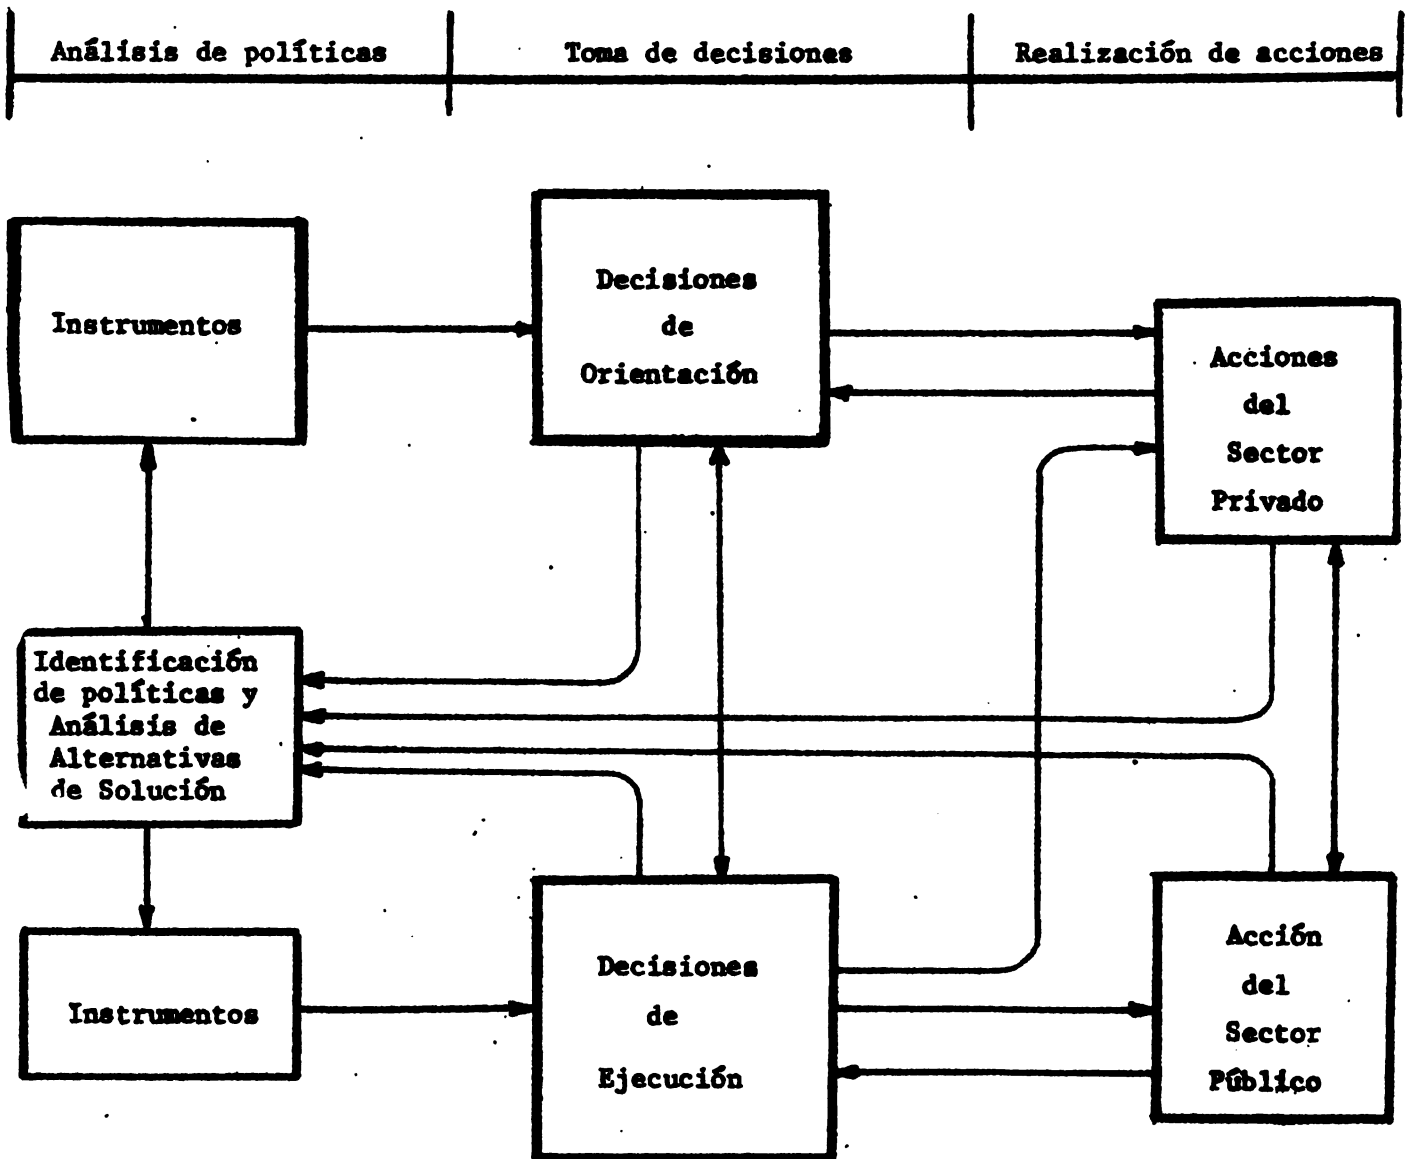 Análisis de políticas
Toma de decisiones
Realización de acciones
Instrumentos
Decisiones
de
Orientación
Acciones
del
Sector
Privado
Identificación
de políticas y
Análisis de
Alternativas
de Solución
Instrumentos
Decisiones
de
Ejecución
Acción
del
Sector
Público